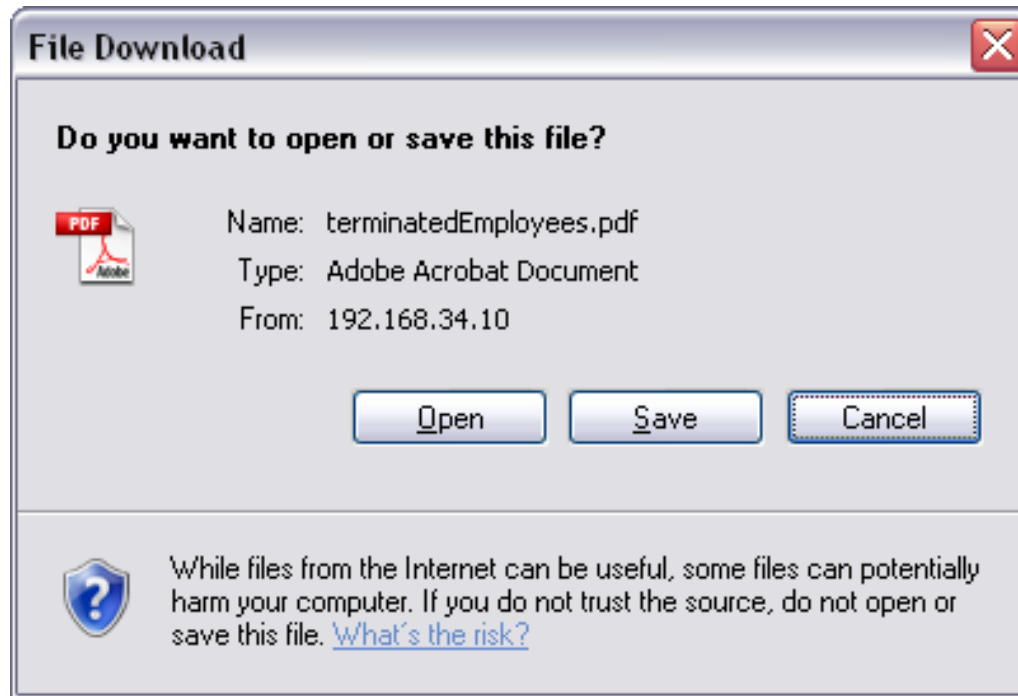 File Download
Do you want to open or save this file?
PDF
Adobe
Name: terminatedEmployees.pdf
Type: Adobe Acrobat Document
From: 192.168.34.10
Open Save Cancel
While files from the Internet can be useful, some files can potentially
harm your computer. If you do not trust the source, do not open or
save this file. What's the risk?